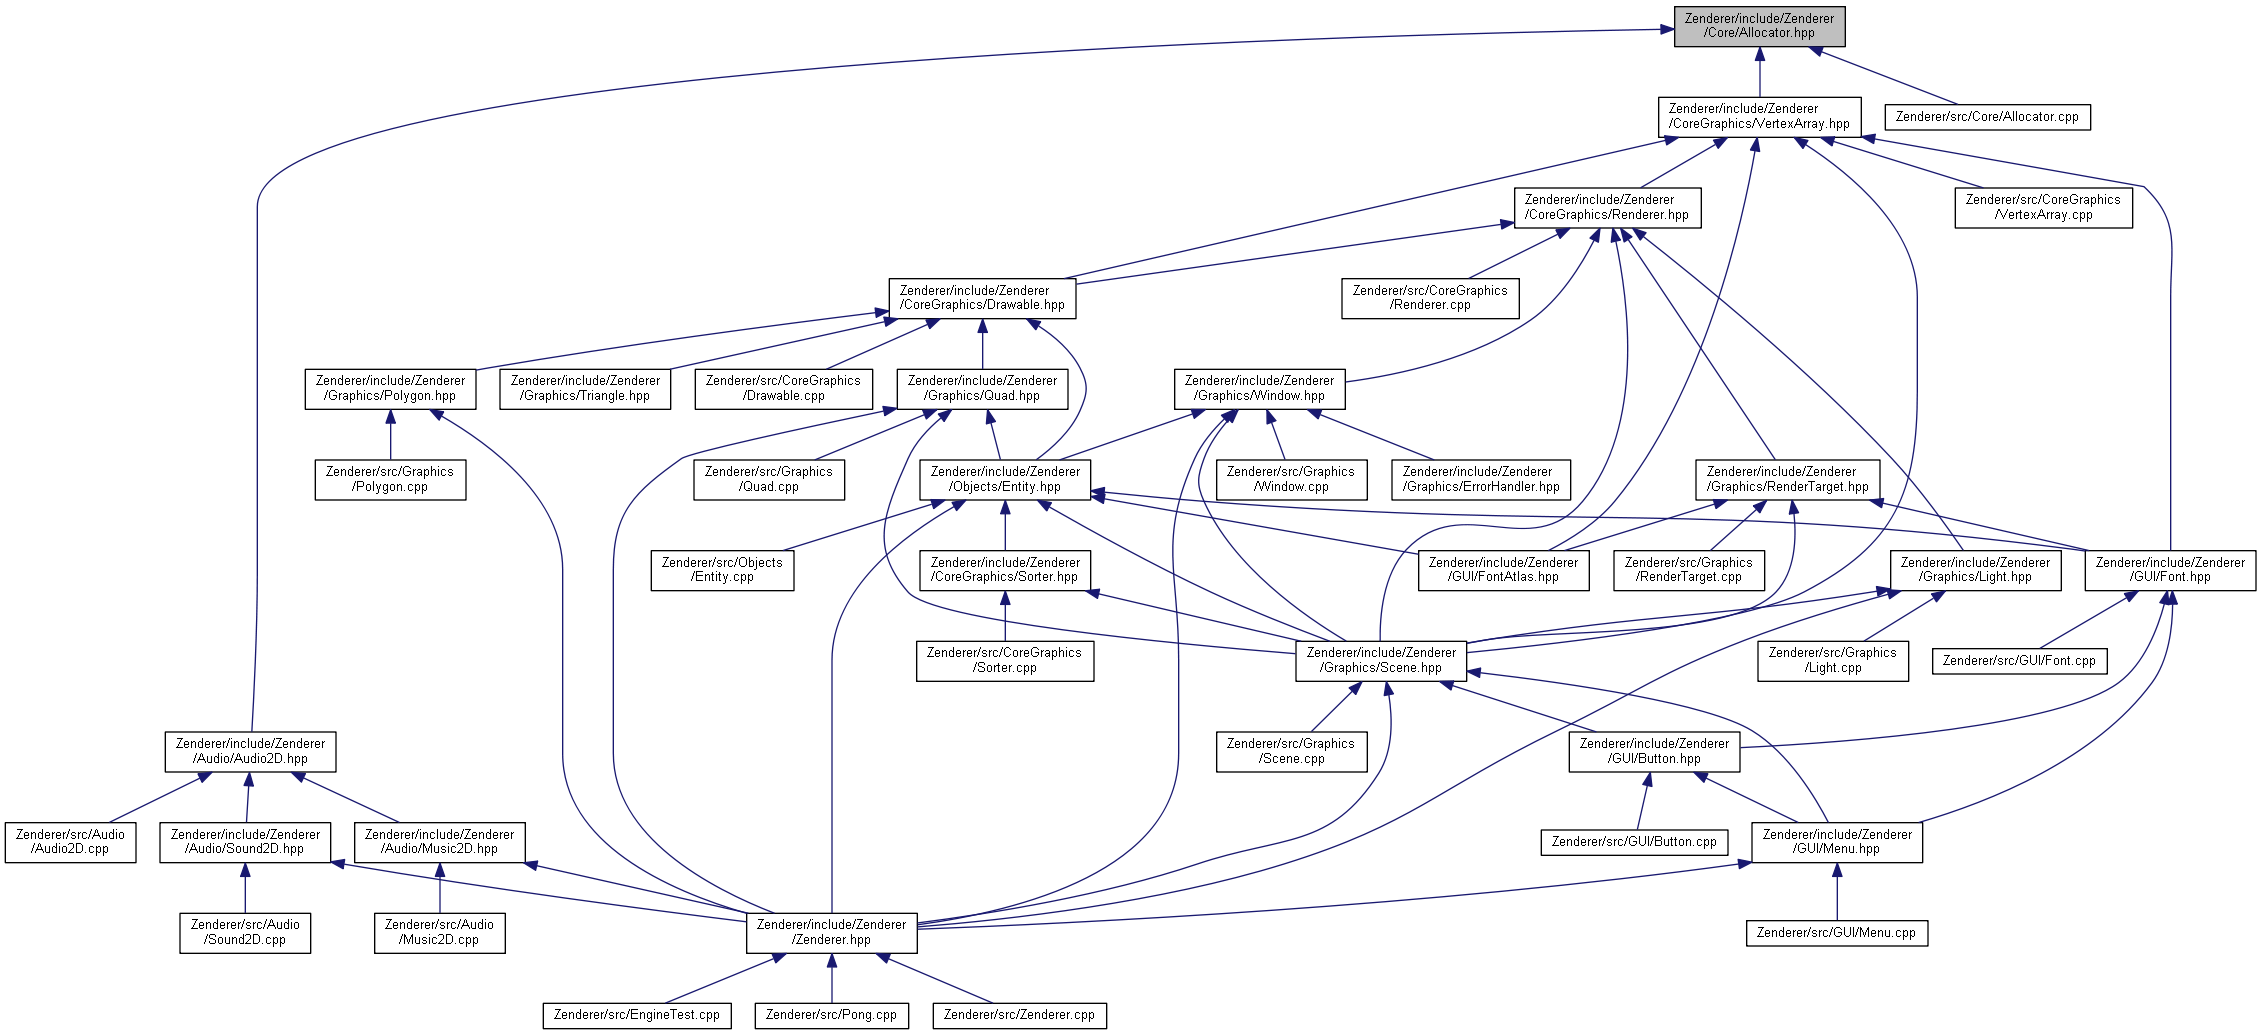 Zenderer/include/Zenderer
/Core/Allocator.hpp
Zenderer/include/Zenderer
/CoreGraphics/VertexArray.hpp
Zenderer/src/Core/Allocator.cpp
Zenderer/include/Zenderer
/CoreGraphics/Renderer.hpp
Zenderer/src/CoreGraphics
/VertexArray.cpp
Zenderer/include/Zenderer
/CoreGraphics/Drawable.hpp
Zenderer/src/CoreGraphics
/Renderer.cpp
Zenderer/include/Zenderer
/Graphics/Polygon.hpp
Zenderer/include/Zenderer
/Graphics/Triangle.hpp
Zenderer/src/CoreGraphics
/Drawable.cpp
Zenderer/include/Zenderer
/Graphics/Quad.hpp
Zenderer/include/Zenderer
/Graphics/Window.hpp
Zenderer/src/Graphics
/Polygon.cpp
Zenderer/src/Graphics
/Quad.cpp
Zenderer/include/Zenderer
/Objects/Entity.hpp
Zenderer/src/Graphics
/Window.cpp
Zenderer/include/Zenderer
/Graphics/ErrorHandler.hpp
Zenderer/include/Zenderer
/Graphics/RenderTarget.hpp
Zenderer/src/Objects
/Entity.cpp
Zenderer/include/Zenderer
/CoreGraphics/Sorter.hpp
Zenderer/include/Zenderer
/GUI/FontAtlas.hpp
Zenderer/src/Graphics
/RenderTarget.cpp
Zenderer/include/Zenderer
/Graphics/Light.hpp
Zenderer/include/Zenderer
/GUI/Font.hpp
Zenderer/src/CoreGraphics
/Sorter.cpp
Zenderer/include/Zenderer
/Graphics/Scene.hpp
Zenderer/src/Graphics
/Light.cpp
Zenderer/src/GUI/Font.cpp
Zenderer/include/Zenderer
/Audio/Audio2D.hpp
Zenderer/src/Graphics
/Scene.cpp
Zenderer/include/Zenderer
/GUI/Button.hpp
Zenderer/src/Audio
/Audio2D.cpp
Zenderer/include/Zenderer
/Audio/Sound2D.hpp
Zenderer/include/Zenderer
/Audio/Music2D.hpp
Zenderer/src/GUI/Button.cpp
Zenderer/include/Zenderer
/GUI/Menu.hpp
Zenderer/src/Audio
/Sound2D.cpp
Zenderer/src/Audio
/Music2D.cpp
Zenderer/include/Zenderer
/Zenderer.hpp
Zenderer/src/GUI/Menu.cpp
Zenderer/src/EngineTest.cpp
Zenderer/src/Pong.cpp
Zenderer/src/Zenderer.cpp